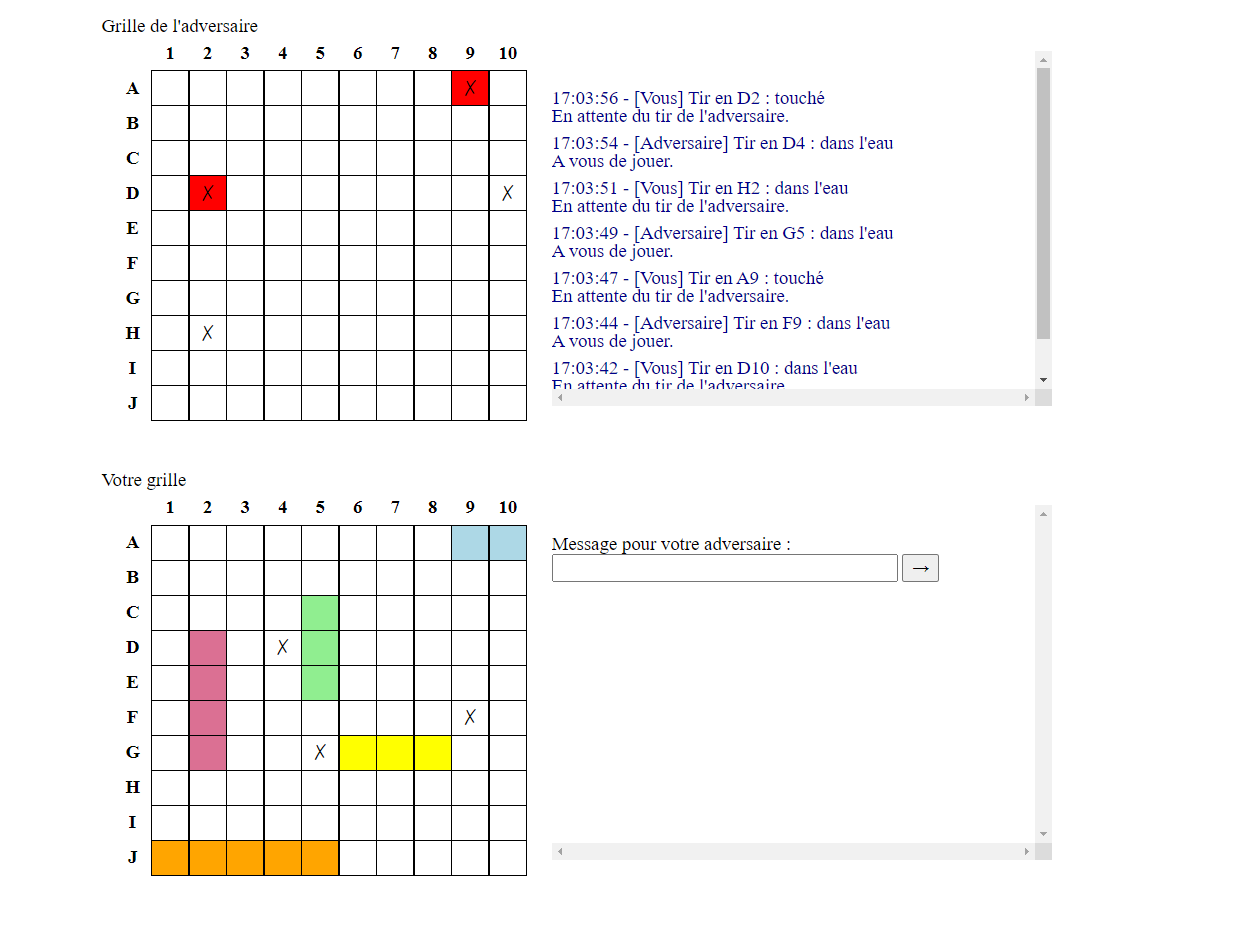 Grille de l'adversaire
1 2 3 4 5 6 7 8 9 10
A X
B
C
D X X
E
F
G
H X
I
J
17:03:56 - [Vous] Tir en D2 : touché
En attente du tir de l'adversaire.
17:03:54 - [Adversaire] Tir en D4 : dans l'eau
A vous de jouer.
17:03:51 - [Vous] Tir en H2 : dans l'eau
En attente du tir de l'adversaire.
17:03:49 - [Adversaire] Tir en G5 : dans l'eau
A vous de jouer.
17:03:47 - [Vous] Tir en A9 : touché
En attente du tir de l'adversaire.
17:03:44 - [Adversaire] Tir en F9 : dans l'eau
A vous de jouer.
17:03:42 - [Vous] Tir en D10 : dans l'eau
En attente du tir de l'adversaire.
Votre grille
1 2 3 4 5 6 7 8 9 10
A
B
C
D X
E
F X
G X
H
I
J
Message pour votre adversaire :
→